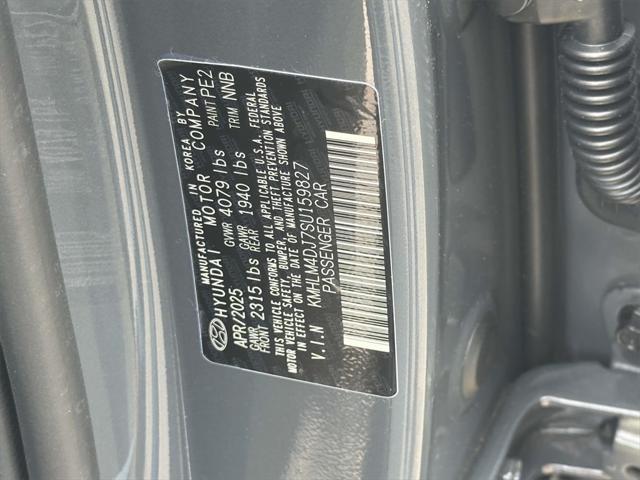 MANUFACTURED IN KOREA BY
HYUNDAI MOTOR COMPANY
APR/2025 GVWR 4079 lbs PAINT PE2
GAWR FRONT 2315 lbs GAWR REAR 1940 lbs TRIM NNB
THIS VEHICLE CONFORMS TO ALL APPLICABLE U.S.A. FEDERAL
MOTOR VEHICLE SAFETY, BUMPER, AND THEFT PREVENTION STANDARDS
IN EFFECT ON THE DATE OF MANUFACTURE SHOWN ABOVE
V.I.N KMHLM4DJ7SU159827
PASSENGER CAR